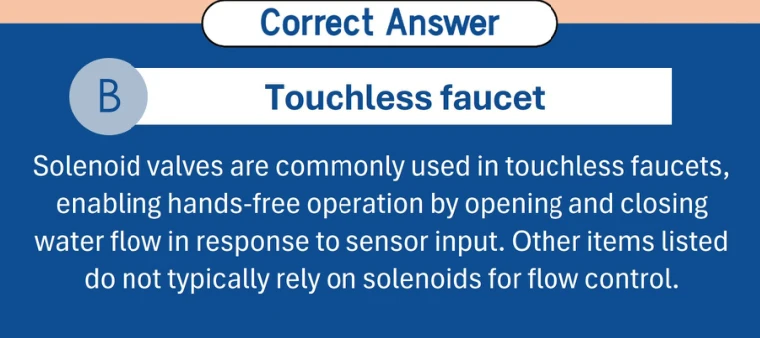 Correct Answer
B
Touchless faucet
Solenoid valves are commonly used in touchless faucets,
enabling hands-free operation by opening and closing
water flow in response to sensor input. Other items listed
do not typically rely on solenoids for flow control.